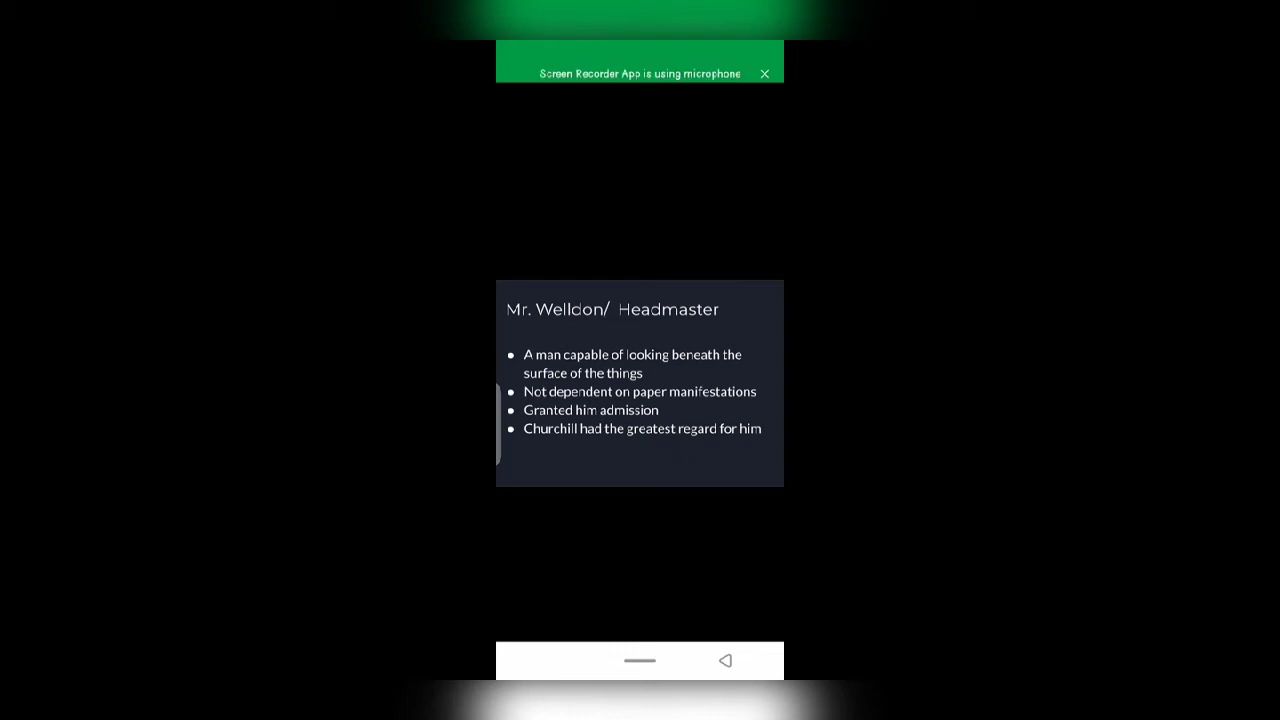 Screen Recorder App is using microphone
Mr. Welldon/ Headmaster
● A man capable of looking beneath the
surface of the things
● Not dependent on paper manifestations
● Granted him admission
● Churchill had the greatest regard for him